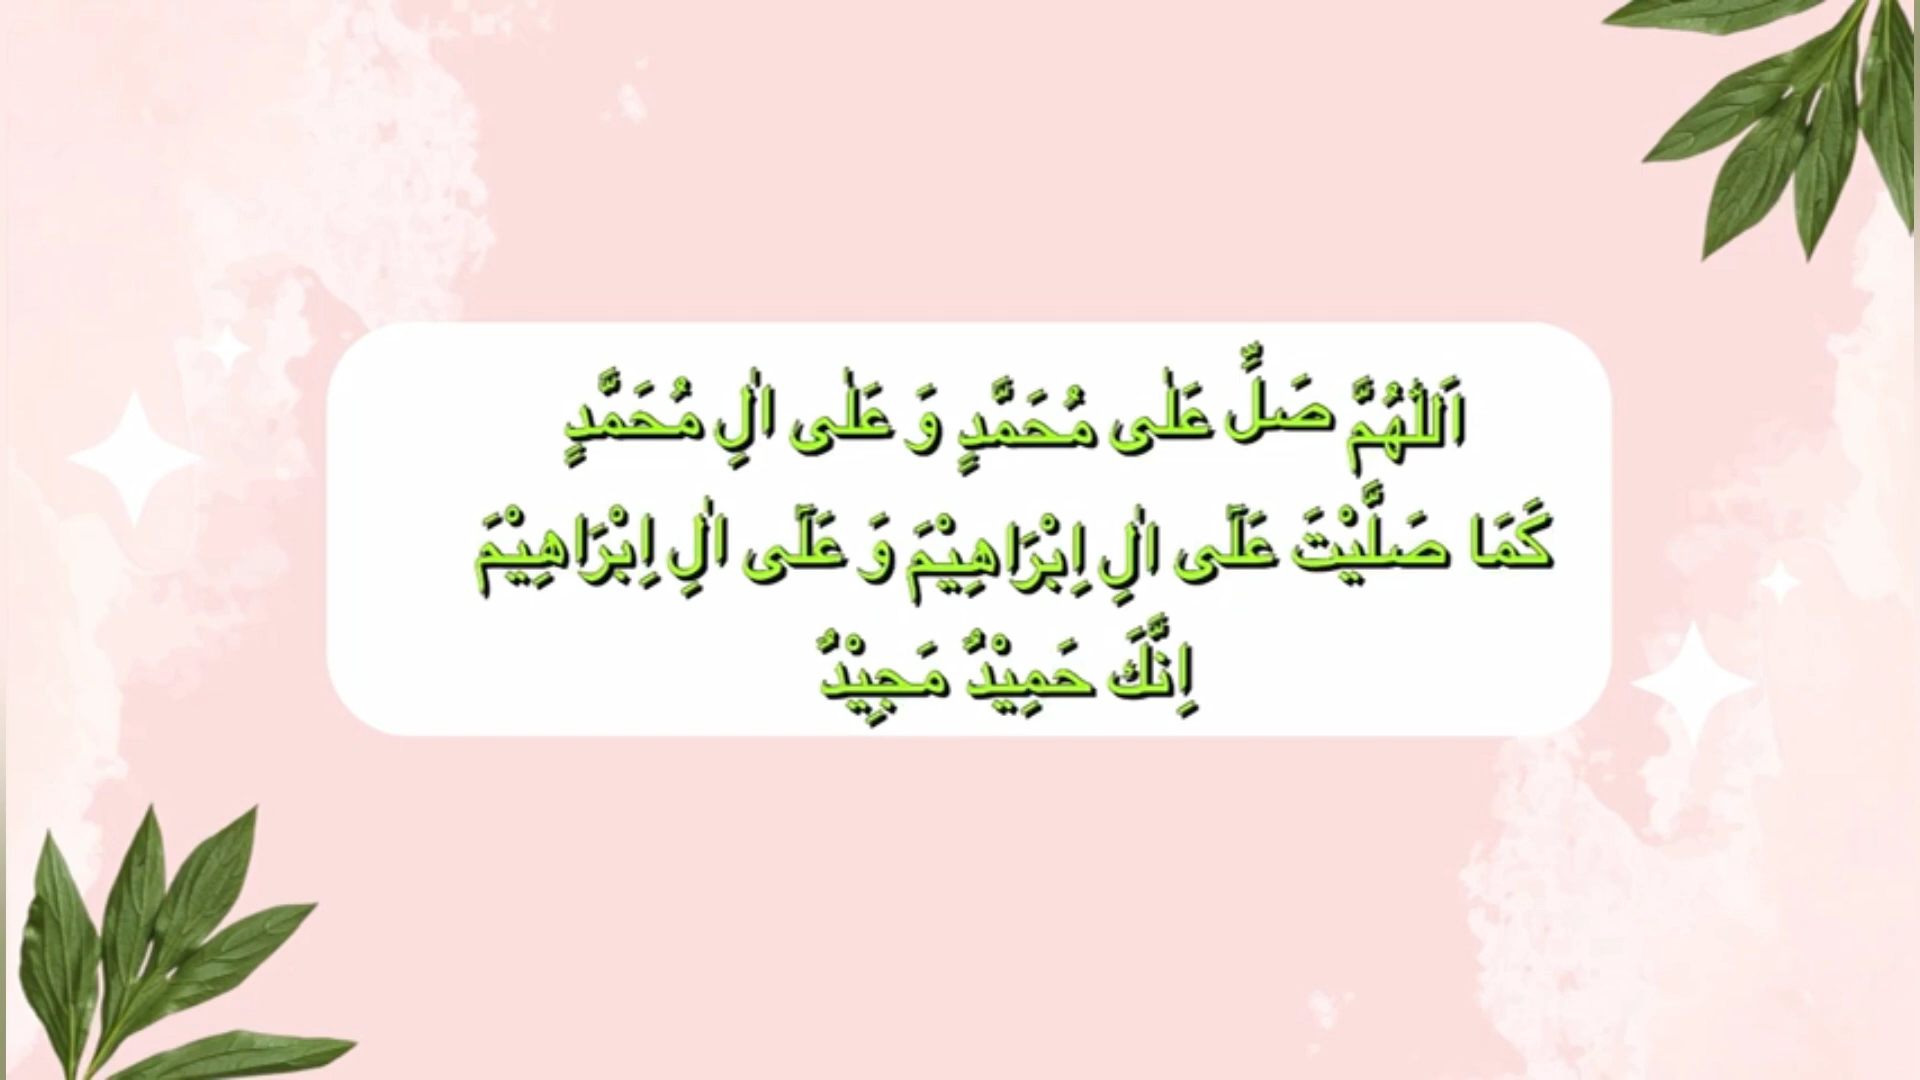 اَللّٰهُمَّ صَلِّ عَلٰى مُحَمَّدٍ وَ عَلٰى اٰلِ مُحَمَّدٍ
كَمَا صَلَّيْتَ عَلٰٓى اٰلِ اِبْرَاهِيْمَ وَ عَلٰٓى اٰلِ اِبْرَاهِيْمَ
اِنَّكَ حَمِيْدٌ مَجِيْدٌ